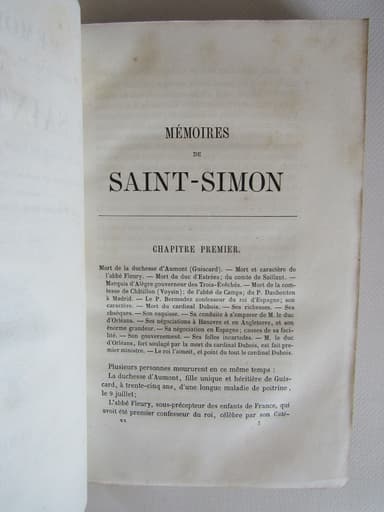 MÉMOIRES
DE
SAINT-SIMON
CHAPITRE PREMIER.
Mort de la duchesse d'Aumont (Guiscard). — Mort et caractère de
l'abbé Fleury. — Mort du duc d'Estrées; du comte de Saillant. —
Marquis d'Alègre gouverneur des Trois-Évêchés. — Mort de la com-
tesse de Châtillon (Voysin); de l'abbé de Camps; du P. Daubenton
à Madrid. — Le P. Bermudez confesseur du roi d'Espagne; son
caractère. — Mort du cardinal Dubois. — Ses richesses. — Ses
obsèques. — Son esquisse. — Sa conduite à s'emparer de M. le duc
d'Orléans. — Ses négociations à Hanovre et en Angleterre, et son
énorme grandeur. — Sa négociation en Espagne; causes de sa faci-
lité. — Son gouvernement. — Ses folles incartades. — M. le duc
d'Orléans, fort soulagé par la mort du cardinal Dubois, est fait pre-
mier ministre. — Le roi l'aimoit, et point du tout le cardinal Dubois.
Plusieurs personnes moururent en ce même temps :
La duchesse d'Aumont, fille unique et héritière de Guis-
card, à trente-cinq ans, d'une longue maladie de poitrine,
le 9 juillet;
L'abbé Fleury, sous-précepteur des enfants de France, qui
avoit été premier confesseur du roi, célèbre par son Caté-